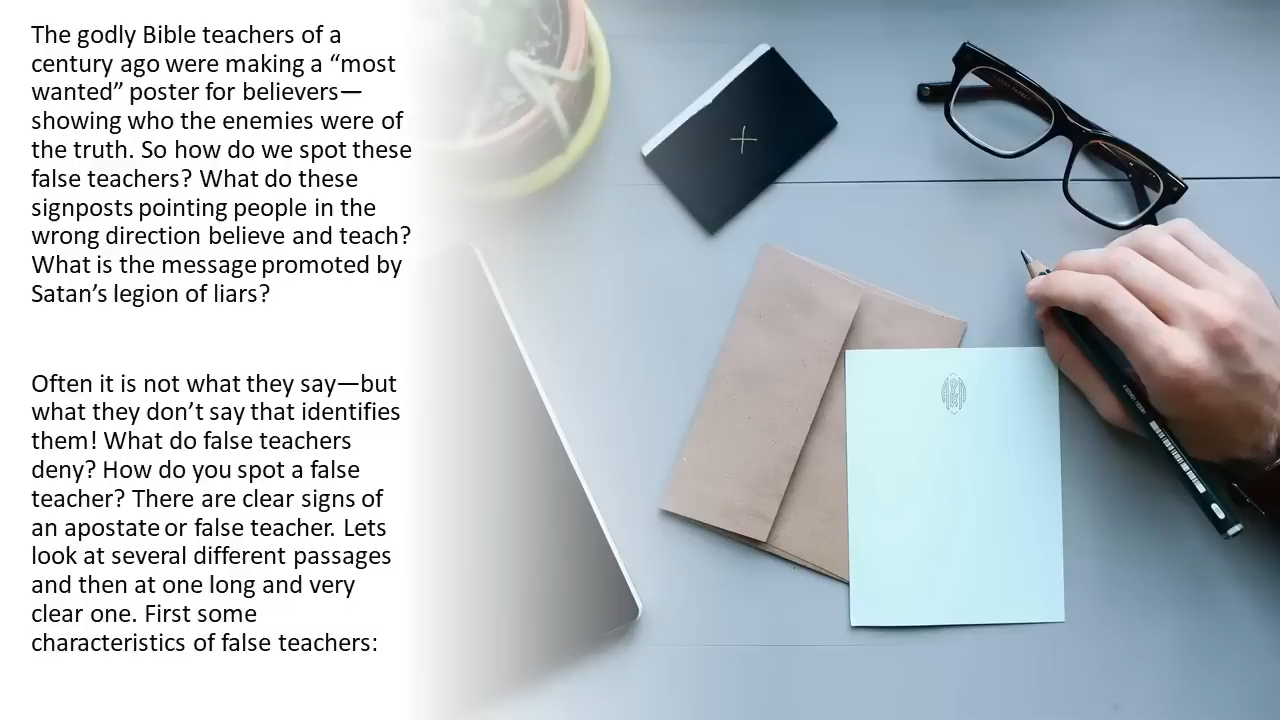 The godly Bible teachers of a
century ago were making a “most
wanted” poster for believers—
showing who the enemies were of
the truth. So how do we spot these
false teachers? What do these
signposts pointing people in the
wrong direction believe and teach?
What is the message promoted by
Satan’s legion of liars?
Often it is not what they say—but
what they don’t say that identifies
them! What do false teachers
deny? How do you spot a false
teacher? There are clear signs of
an apostate or false teacher. Lets
look at several different passages
and then at one long and very
clear one. First some
characteristics of false teachers: